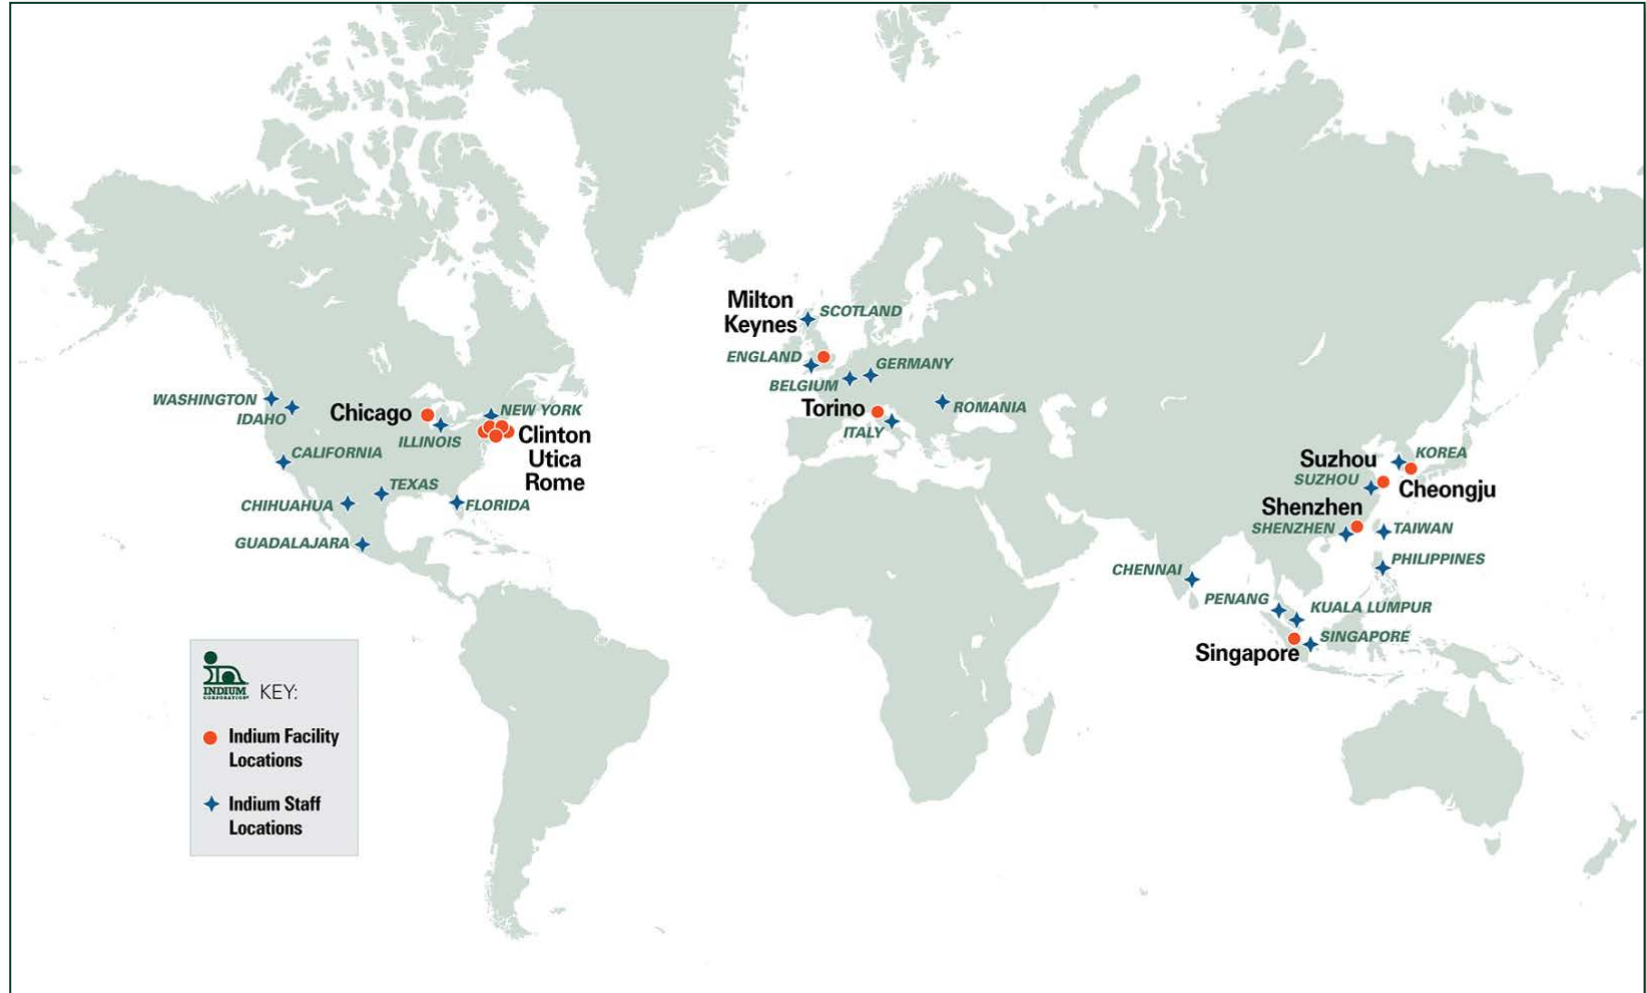 Milton
Keynes
SCOTLAND
ENGLAND
GERMANY
BELGIUM
Torino
ROMANIA
ITALY
WASHINGTON
IDAHO
Chicago
NEW YORK
ILLINOIS
Clinton
Utica
Rome
CALIFORNIA
TEXAS
CHIHUAHUA
FLORIDA
GUADALAJARA
Suzhou
KOREA
SUZHOU
Cheongju
Shenzhen
SHENZHEN
TAIWAN
PHILIPPINES
CHENNAI
PENANG
KUALA LUMPUR
SINGAPORE
Singapore
INDIUM
CORPORATION®
KEY:
Indium Facility
Locations
Indium Staff
Locations